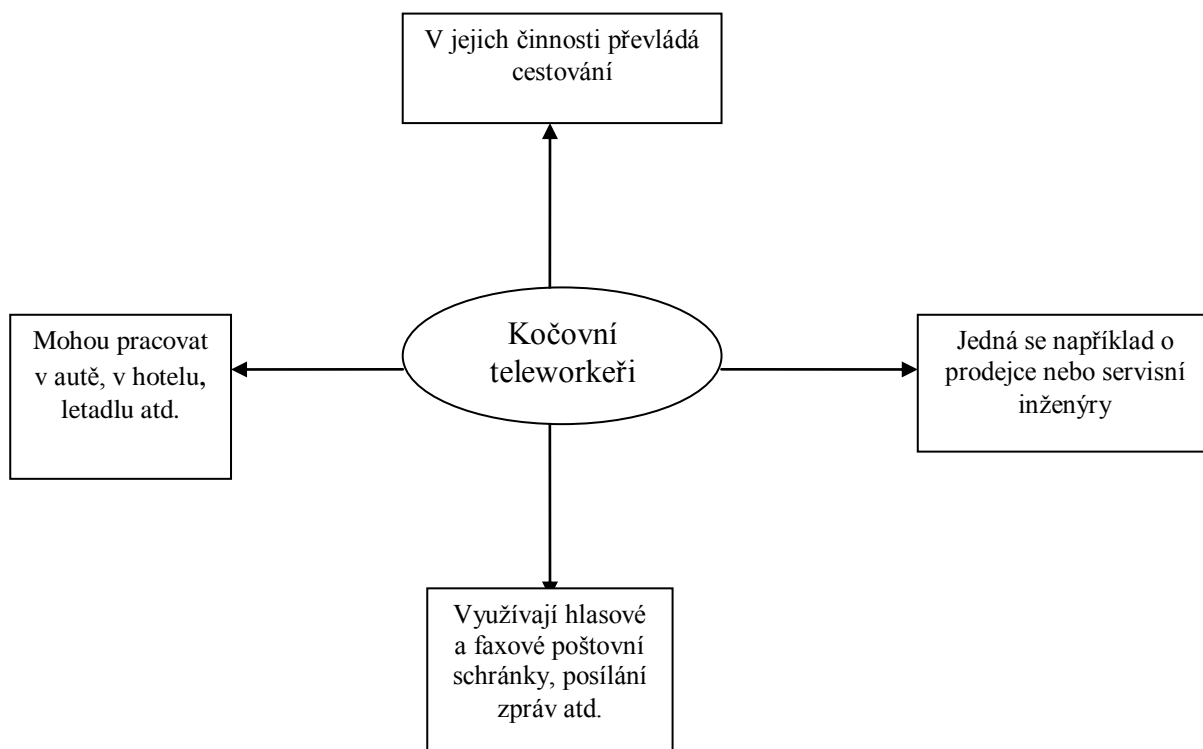 V jejich činnosti převládá
cestování
Kočovní
teleworkeři
Mohou pracovat
v autě, v hotelu,
letadlu atd.
Jedná se například o
prodejce nebo servisní
inženýry
Využívají hlasové
a faxové poštovní
schránky, posílání
zpráv atd.